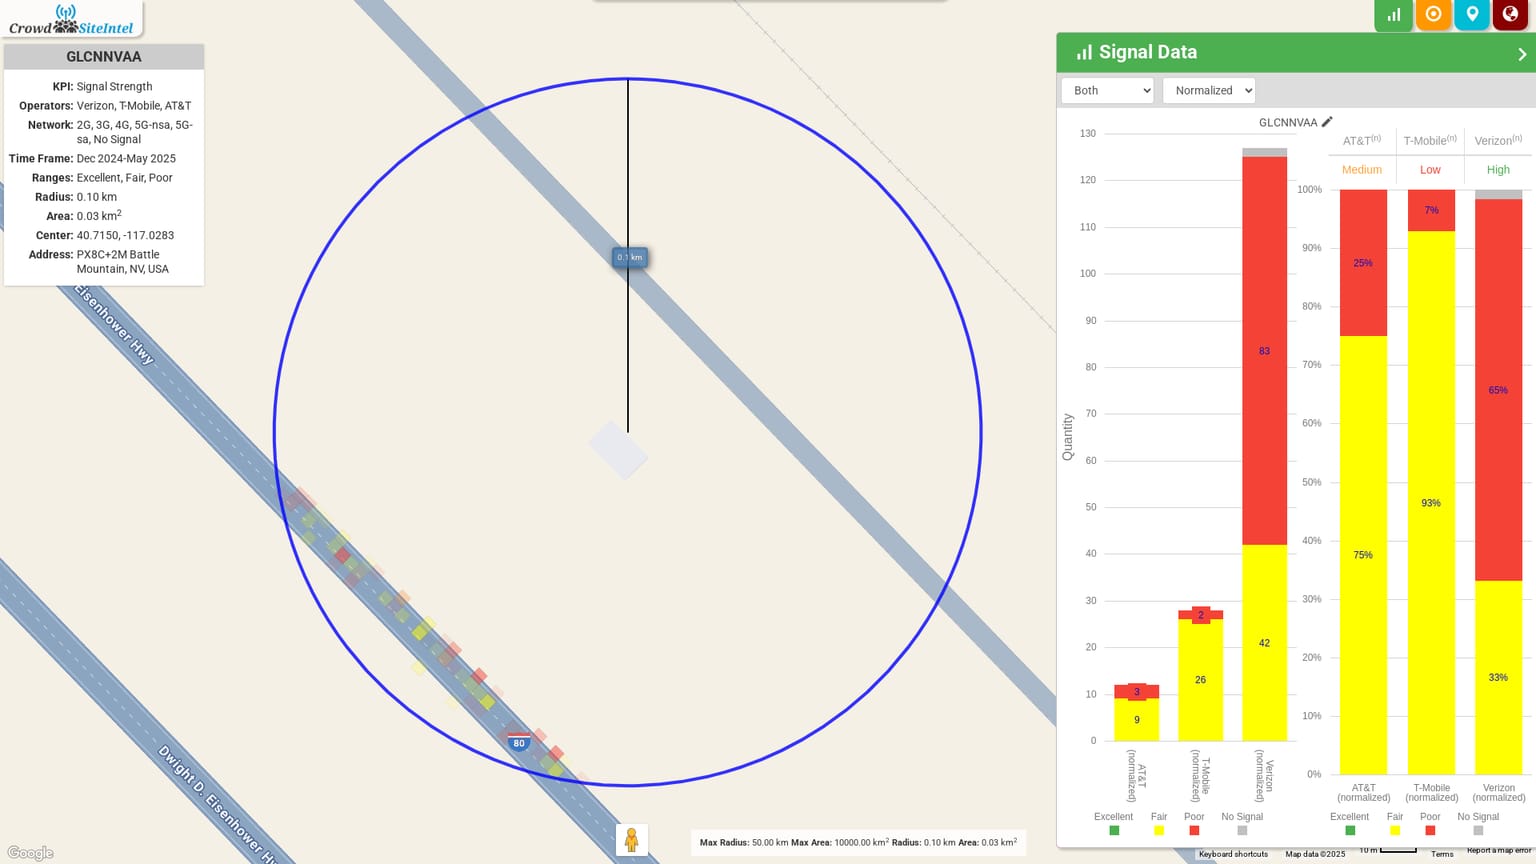 Crowd SiteIntel
GLCNNVAA
KPI: Signal Strength
Operators: Verizon, T-Mobile, AT&T
Network: 2G, 3G, 4G, 5G-nsa, 5G-
sa, No Signal
Time Frame: Dec 2024-May 2025
Ranges: Excellent, Fair, Poor
Radius: 0.10 km
Area: 0.03 km²
Center: 40.7150, -117.0283
Address: PX8C+2M Battle
Mountain, NV, USA
Eisenhower Hwy
Dwight D. Eisenhower Hw
80
0.1 km
Google
Max Radius: 50.00 km Max Area: 10000.00 km² Radius: 0.10 km Area: 0.03 km²
Signal Data
Both
Normalized
GLCNNVAA
Quantity
130
120
110
100
90
80
70
60
50
40
30
20
10
0
3
9
2
26
83
42
AT&T
(normalized)
T-Mobile
(normalized)
Verizon
(normalized)
Excellent Fair Poor No Signal
AT&T(n) T-Mobile(n) Verizon(n)
Medium Low High
100%
90%
80%
70%
60%
50%
40%
30%
20%
10%
0%
25%
75%
7%
93%
65%
33%
AT&T
(normalized)
T-Mobile
(normalized)
Verizon
(normalized)
Excellent Fair Poor No Signal
Keyboard shortcuts Map data ©2025 10 m Terms Report a map error